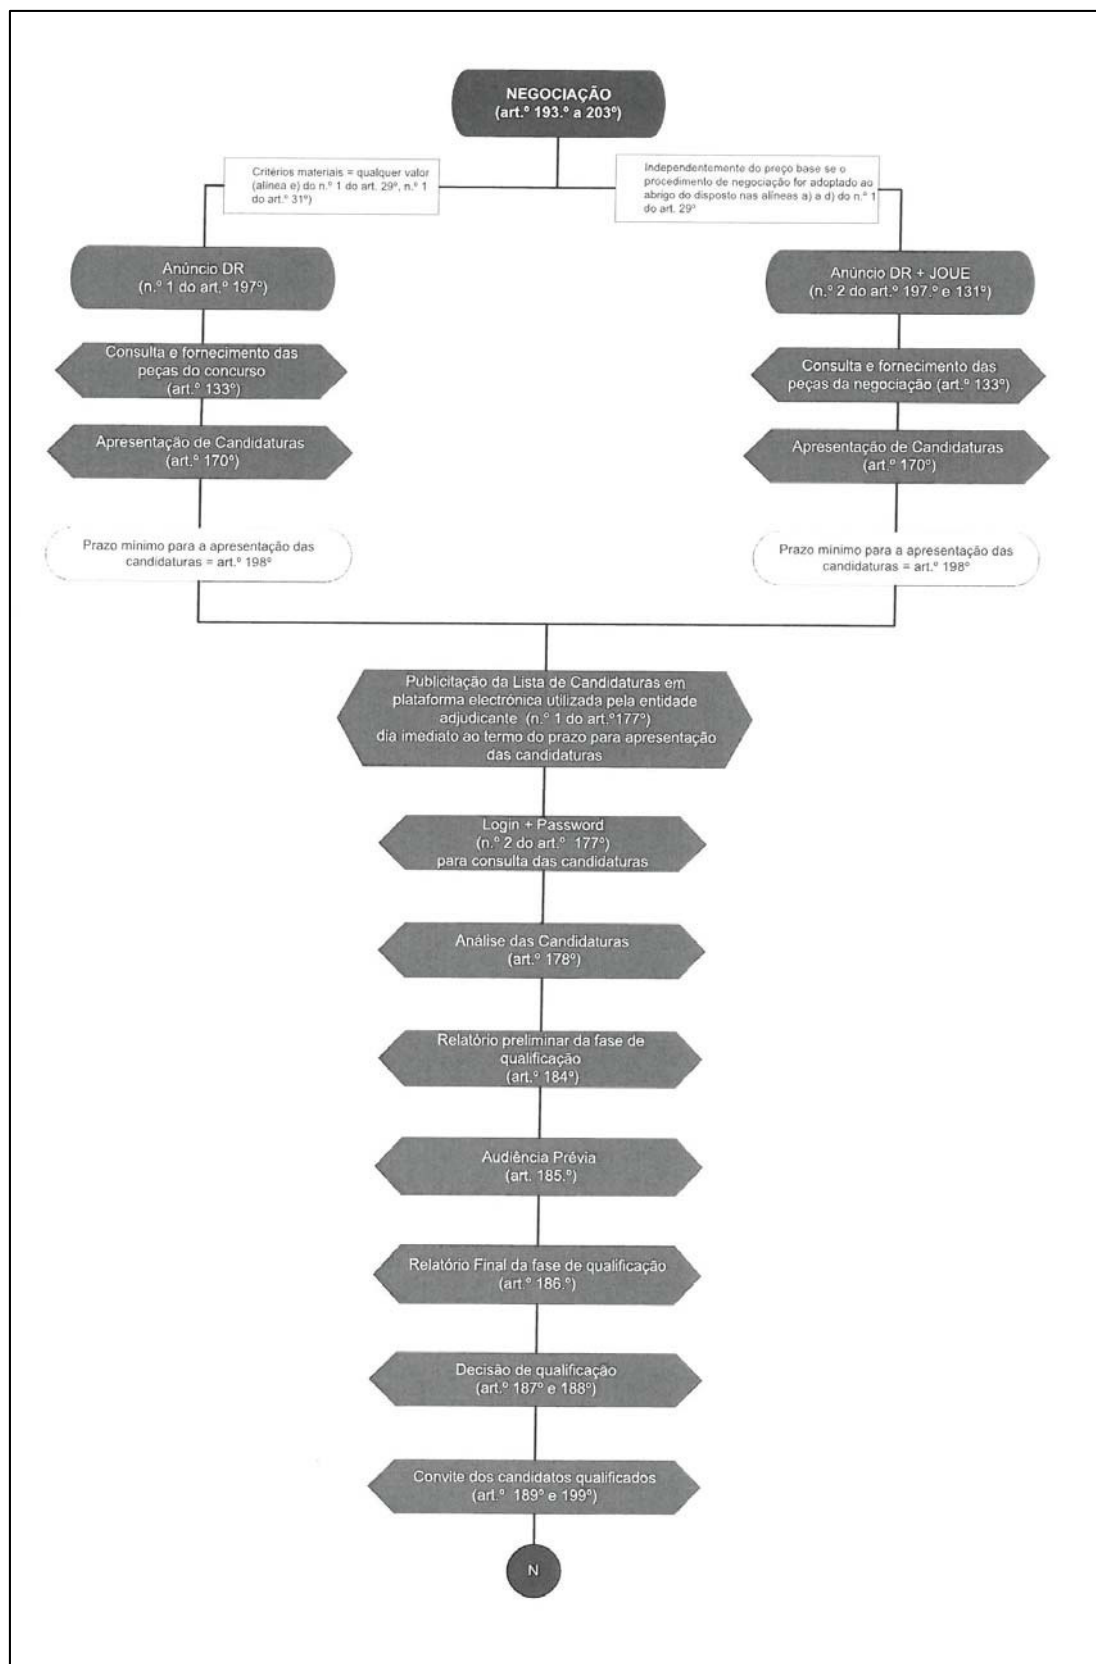 NEGOCIAÇÃO
(art.º 193.º a 203º)
Critérios materiais = qualquer valor
(alínea e) do n.º 1 do art. 29º, n.º 1
do art.º 31º)
Independentemente do preço base se o
procedimento de negociação for adoptado ao
abrigo do disposto nas alíneas a) a d) do n.º 1
do art. 29º
Anúncio DR
(n.º 1 do art.º 197º)
Anúncio DR + JOUE
(n.º 2 do art.º 197.º e 131º)
Consulta e fornecimento das
peças do concurso
(art.º 133º)
Consulta e fornecimento das
peças da negociação (art.º 133º)
Apresentação de Candidaturas
(art.º 170º)
Apresentação de Candidaturas
(art.º 170º)
Prazo mínimo para a apresentação das
candidaturas = art.º 198º
Prazo mínimo para a apresentação das
candidaturas = art.º 198º
Publicitação da Lista de Candidaturas em
plataforma electrónica utilizada pela entidade
adjudicante (n.º 1 do art.º177º)
dia imediato ao termo do prazo para apresentação
das candidaturas
Login + Password
(n.º 2 do art.º 177º)
para consulta das candidaturas
Análise das Candidaturas
(art.º 178º)
Relatório preliminar da fase de
qualificação
(art.º 184º)
Audiência Prévia
(art. 185.º)
Relatório Final da fase de qualificação
(art.º 186.º)
Decisão de qualificação
(art.º 187º e 188º)
Convite dos candidatos qualificados
(art.º 189º e 199º)
N